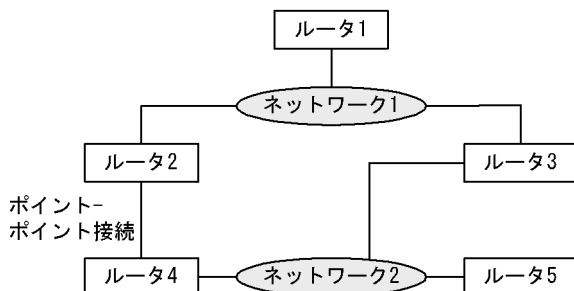 ルータ1
ネットワーク1
ルータ2
ルータ3
ポイント-
ポイント接続
ルータ4
ネットワーク2
ルータ5